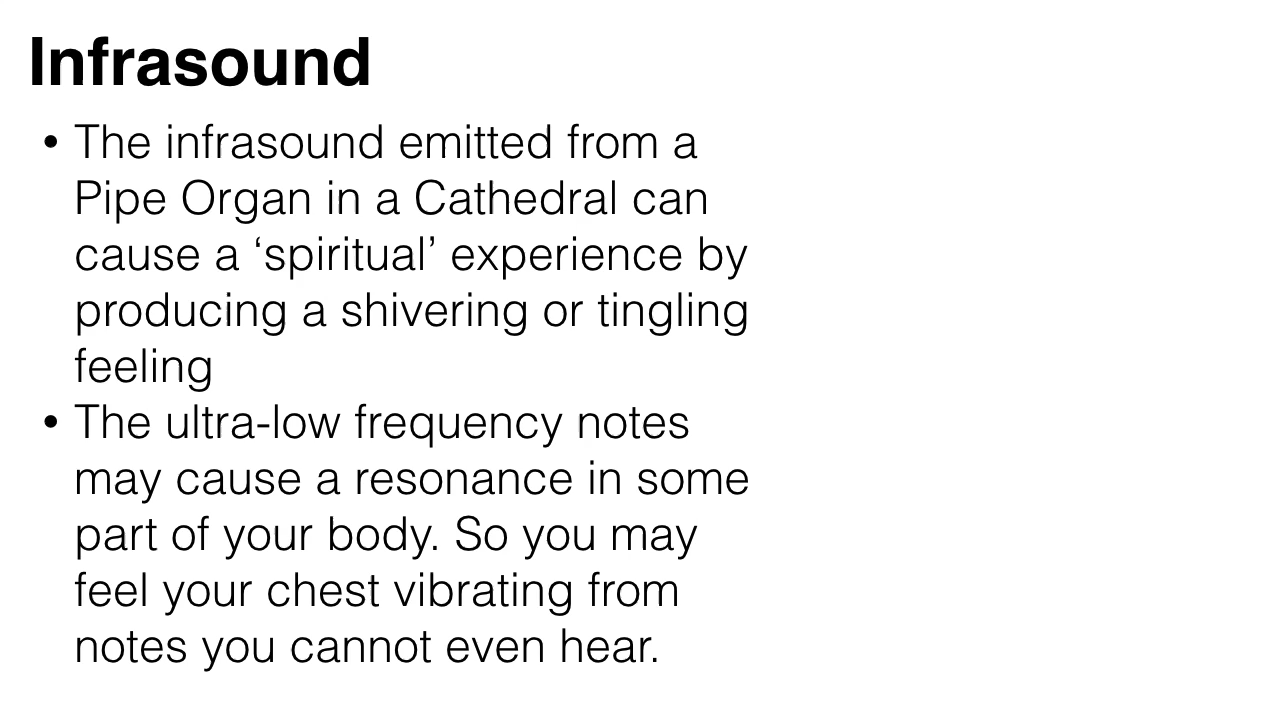 Infrasound
• The infrasound emitted from a
Pipe Organ in a Cathedral can
cause a ‘spiritual’ experience by
producing a shivering or tingling
feeling
• The ultra-low frequency notes
may cause a resonance in some
part of your body. So you may
feel your chest vibrating from
notes you cannot even hear.